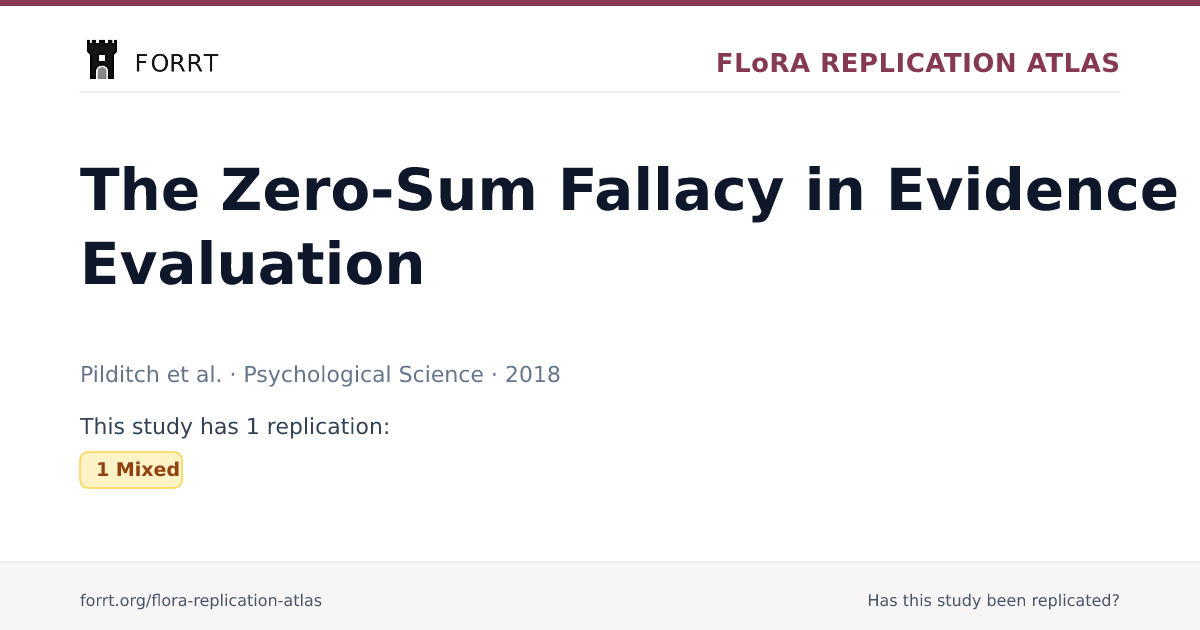 FORRT
FLoRA REPLICATION ATLAS
The Zero-Sum Fallacy in Evidence
Evaluation
Pilditch et al. · Psychological Science · 2018
This study has 1 replication:
1 Mixed
forrt.org/flora-replication-atlas
Has this study been replicated?